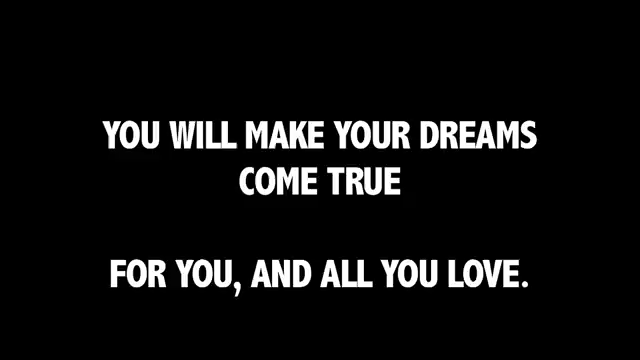 YOU WILL MAKE YOUR DREAMS
COME TRUE
FOR YOU, AND ALL YOU LOVE.